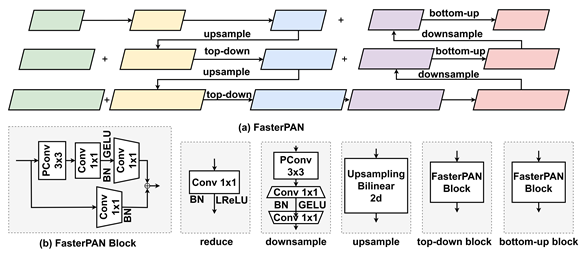 +
bottom-up
upsample
downsample
+
top-down
+
bottom-up
upsample
downsample
+
top-down
(a) FasterPAN
PConv
3x3
Conv
1x1
BN
GELU
Conv
1x1
Conv
1x1
BN
(b) FasterPAN Block
Conv 1x1
BN
LReLU
reduce
PConv
3x3
Conv 1x1
BN
GELU
Conv 1x1
downsample
Upsampling
Bilinear
2d
upsample
FasterPAN
Block
top-down block
FasterPAN
Block
bottom-up block